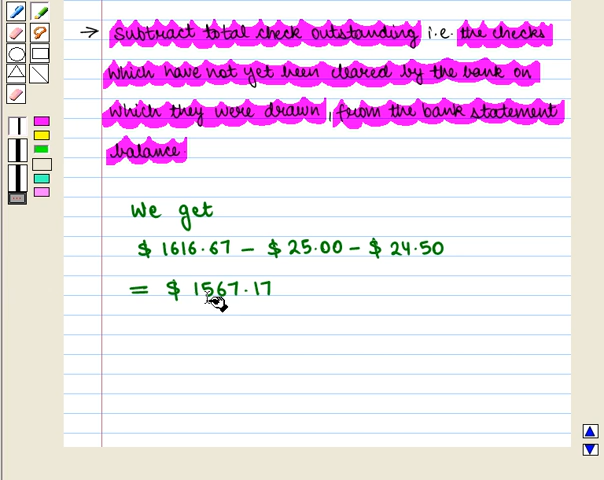 → Subtract total check outstanding i.e. the checks
which have not yet been cleared by the bank on
which they were drawn, from the bank statement
balance.
We get
$ 1616.67 - $ 25.00 - $ 24.50
= $ 1567.17